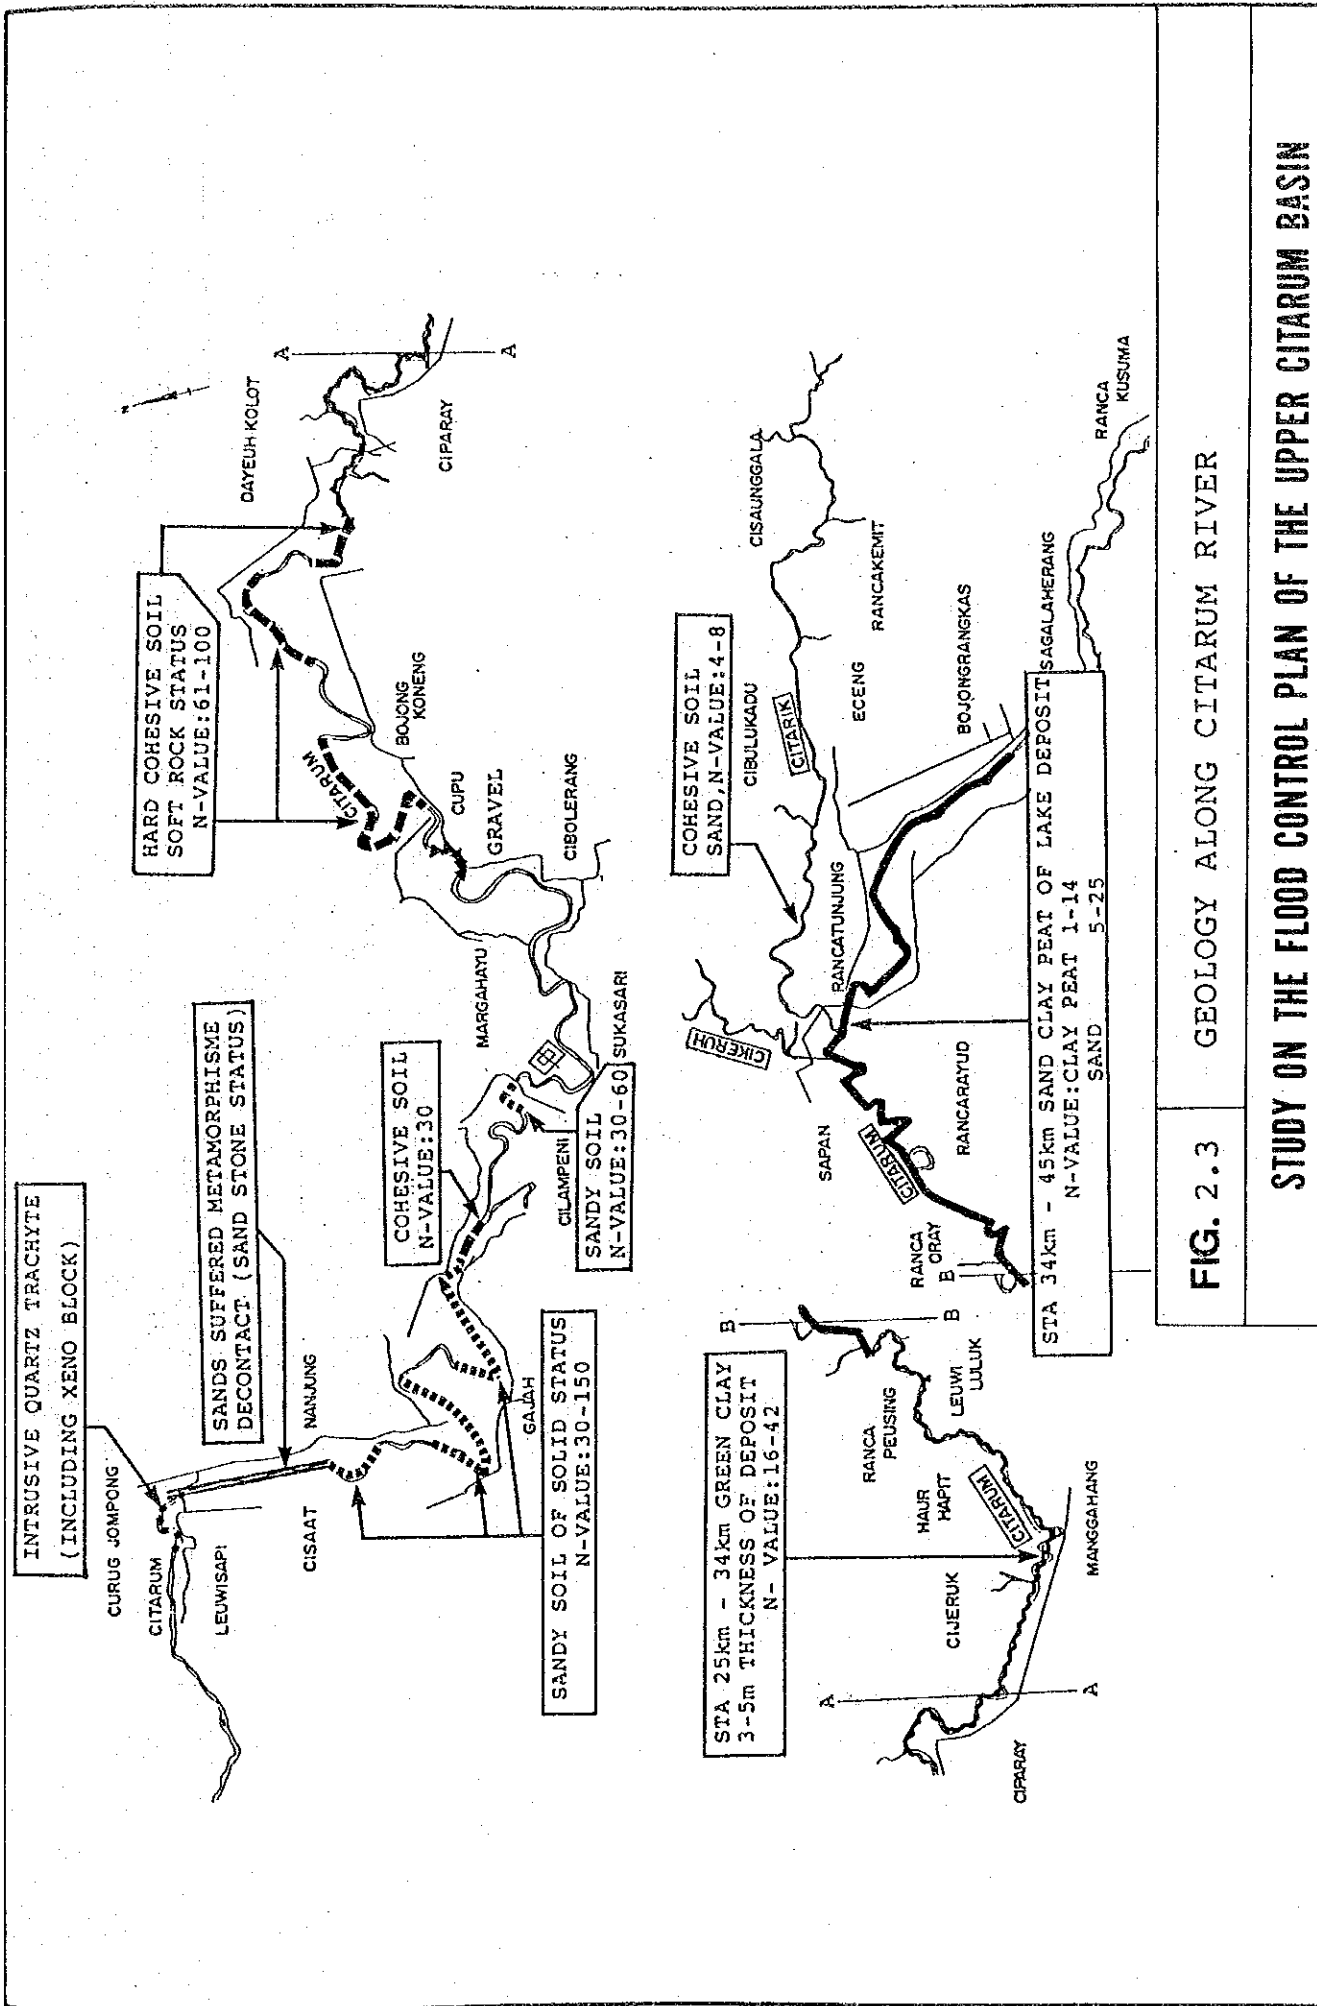 INTRUSIVE QUARTZ TRACHYTE
(INCLUDING XENO BLOCK)
CURUG JOMPONG
CITARUM
LEUWISAPI
SANDS SUFFERED METAMORPHISME
DECONTACT (SAND STONE STATUS)
NANJUNG
CISAAT
SANDY SOIL OF SOLID STATUS
N-VALUE:30-150
GAJAH
COHESIVE SOIL
N-VALUE:30
CILAMPENI
SANDY SOIL
N-VALUE:30-60
SUKASARI
MARGAHAYU
HARD COHESIVE SOIL
SOFT ROCK STATUS
N-VALUE:61-100
CITARUM
BOJONG
KONENG
CUPU
GRAVEL
CIBOLERANG
DAYEUH KOLOT
CIPARAY
A
A
N
STA 25km - 34km GREEN CLAY
3-5m THICKNESS OF DEPOSIT
N- VALUE:16-42
A
A
CIPARAY
CIJERUK
HAUR
HAPIT
CITARUM
MANGGAHANG
RANCA
PEUSING
LEUWI
LULUK
B
B
COHESIVE SOIL
SAND,N-VALUE:4-8
CIBULUKADU
CITARIK
CISAUNGGALA
RANCAKEMIT
ECENG
BOJONGRANGKAS
RANCATUNJUNG
CIKERUH
SAPAN
CITARUM
RANCARAYUD
RANCA
ORAY
B
STA 34km - 45km SAND CLAY PEAT OF LAKE DEPOSIT
N-VALUE:CLAY PEAT 1-14
SAND 5-25
SAGALAHERANG
RANCA
KUSUMA
FIG. 2.3
GEOLOGY ALONG CITARUM RIVER
STUDY ON THE FLOOD CONTROL PLAN OF THE UPPER CITARUM BASIN